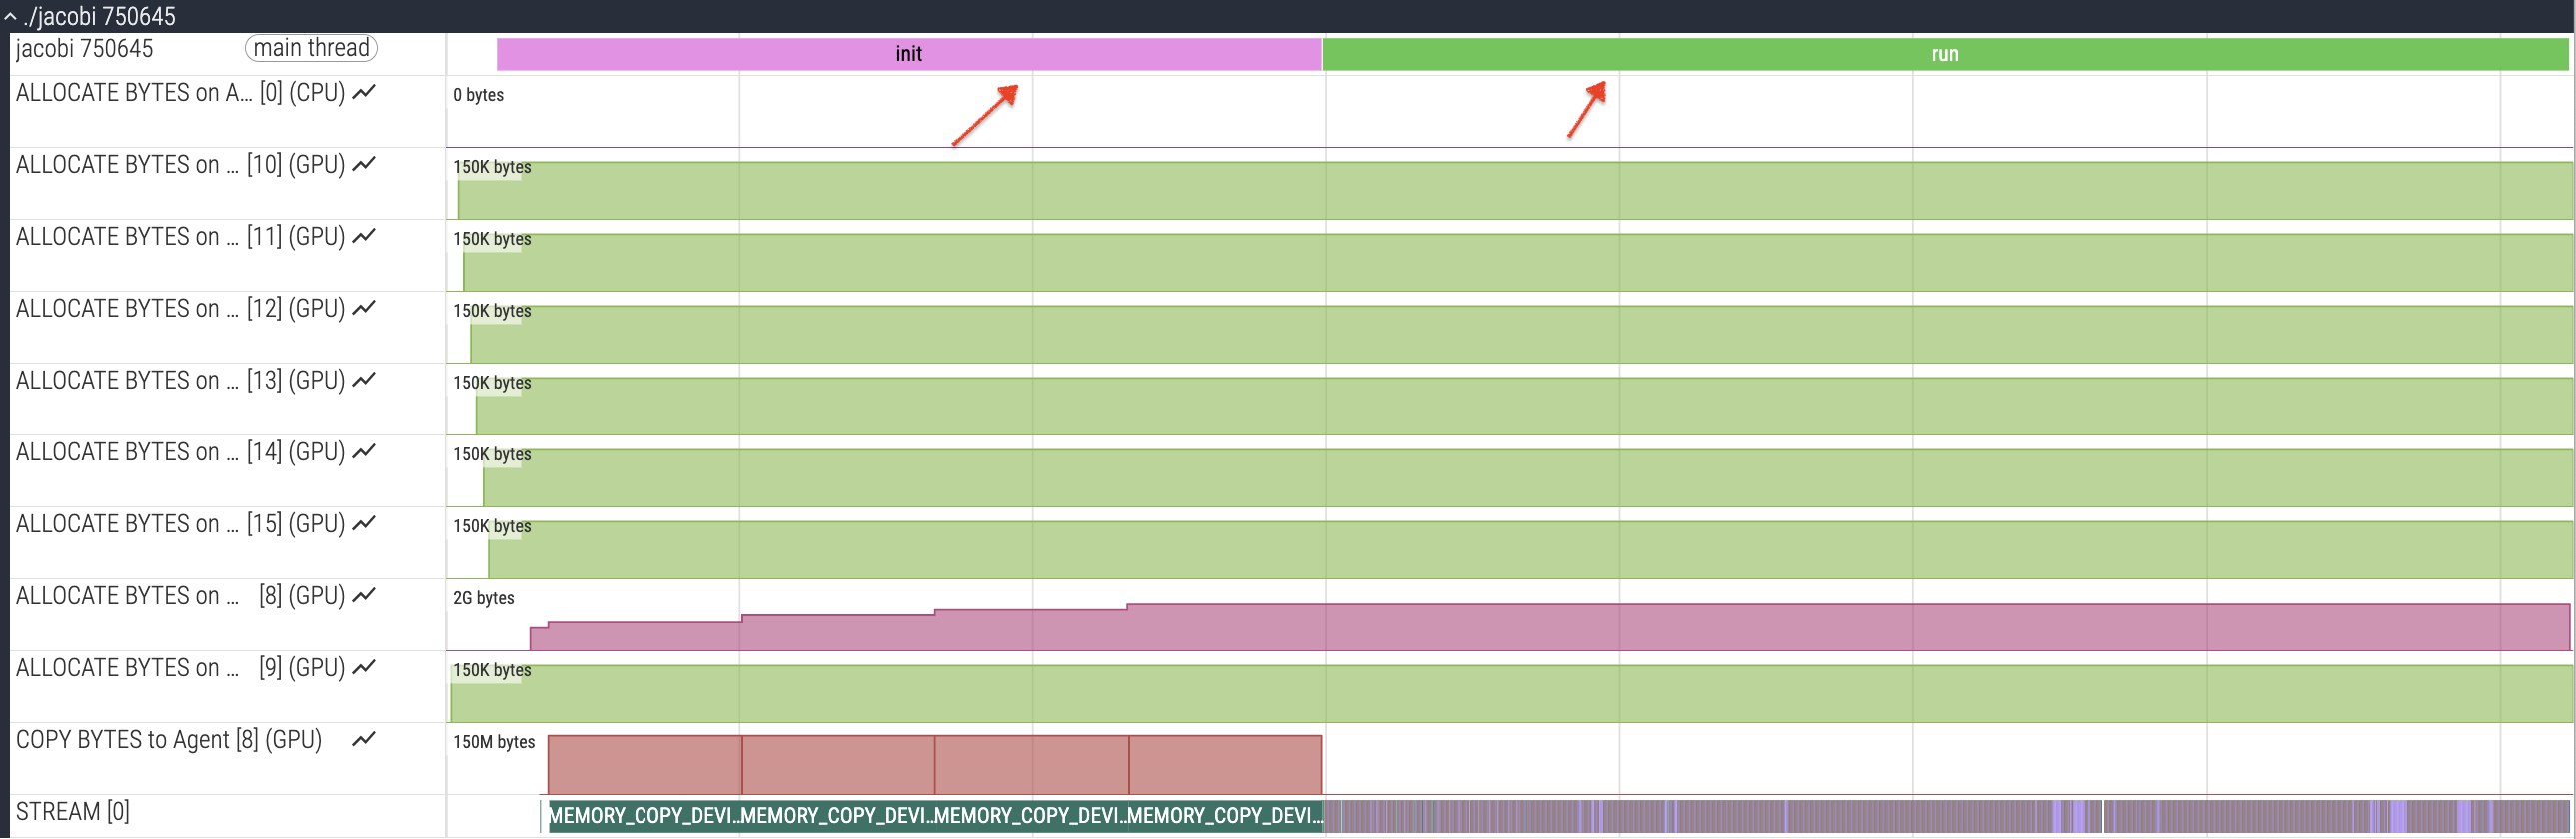 ./jacobi 750645
jacobi 750645 main thread init run
ALLOCATE BYTES on A... [0] (CPU) 0 bytes
ALLOCATE BYTES on ... [10] (GPU) 150K bytes
ALLOCATE BYTES on ... [11] (GPU) 150K bytes
ALLOCATE BYTES on ... [12] (GPU) 150K bytes
ALLOCATE BYTES on ... [13] (GPU) 150K bytes
ALLOCATE BYTES on ... [14] (GPU) 150K bytes
ALLOCATE BYTES on ... [15] (GPU) 150K bytes
ALLOCATE BYTES on ... [8] (GPU) 2G bytes
ALLOCATE BYTES on ... [9] (GPU) 150K bytes
COPY BYTES to Agent [8] (GPU) 150M bytes
STREAM [0] MEMORY_COPY_DEVI... MEMORY_COPY_DEVI... MEMORY_COPY_DEVI... MEMORY_COPY_DEVI...